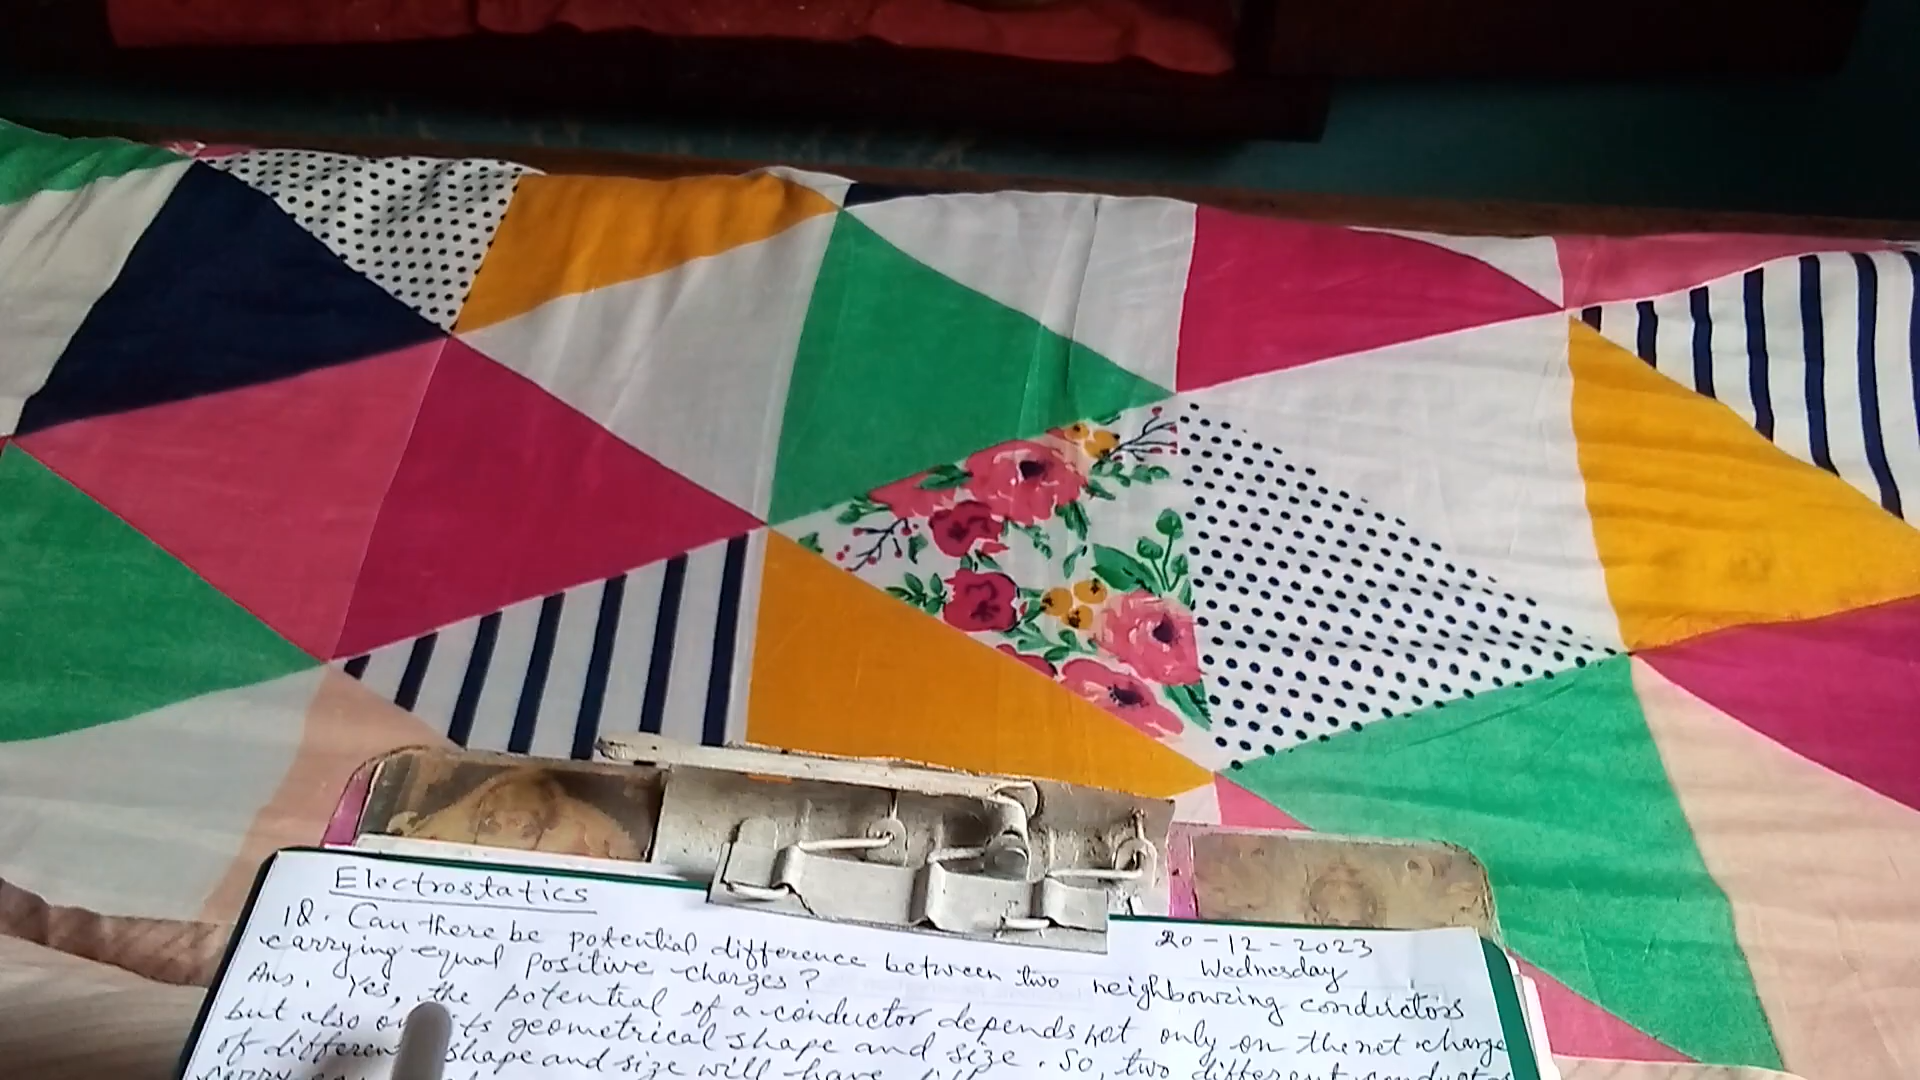 Electrostatics
20-12-2023
Wednesday
1Q. Can there be potential difference between two neighbouring conductors
carrying equal positive charges?
Ans. Yes, the potential of a conductor depends not only on the net charge
but also on its geometrical shape and size. So, two different
of different shape and size will have